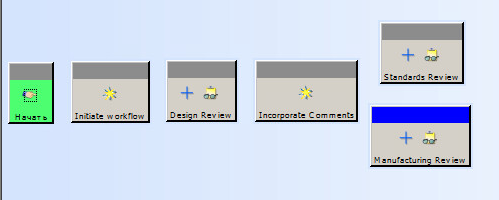 Начать
Initiate workflow
Design Review
Incorporate Comments
Standards Review
Manufacturing Review